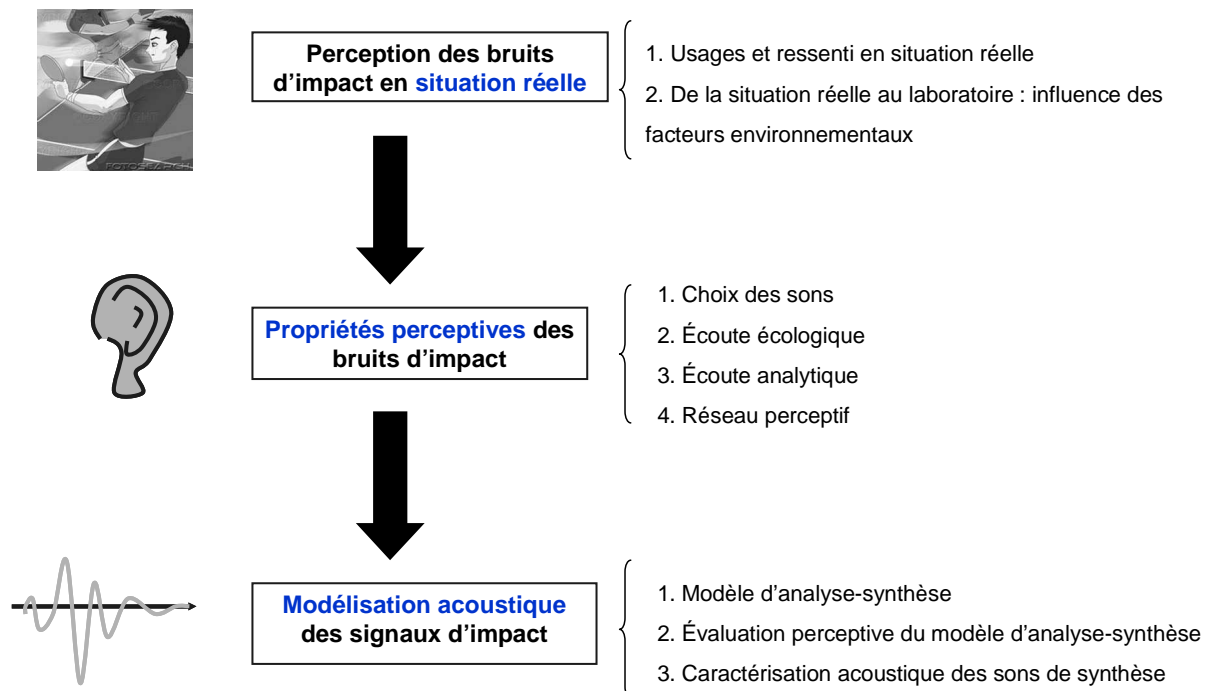 Perception des bruits
d'impact en situation réelle
1. Usages et ressenti en situation réelle
2. De la situation réelle au laboratoire : influence des
facteurs environnementaux
FOTOSEARCH
Propriétés perceptives des
bruits d'impact
1. Choix des sons
2. Écoute écologique
3. Écoute analytique
4. Réseau perceptif
Modélisation acoustique
des signaux d'impact
1. Modèle d'analyse-synthèse
2. Évaluation perceptive du modèle d'analyse-synthèse
3. Caractérisation acoustique des sons de synthèse